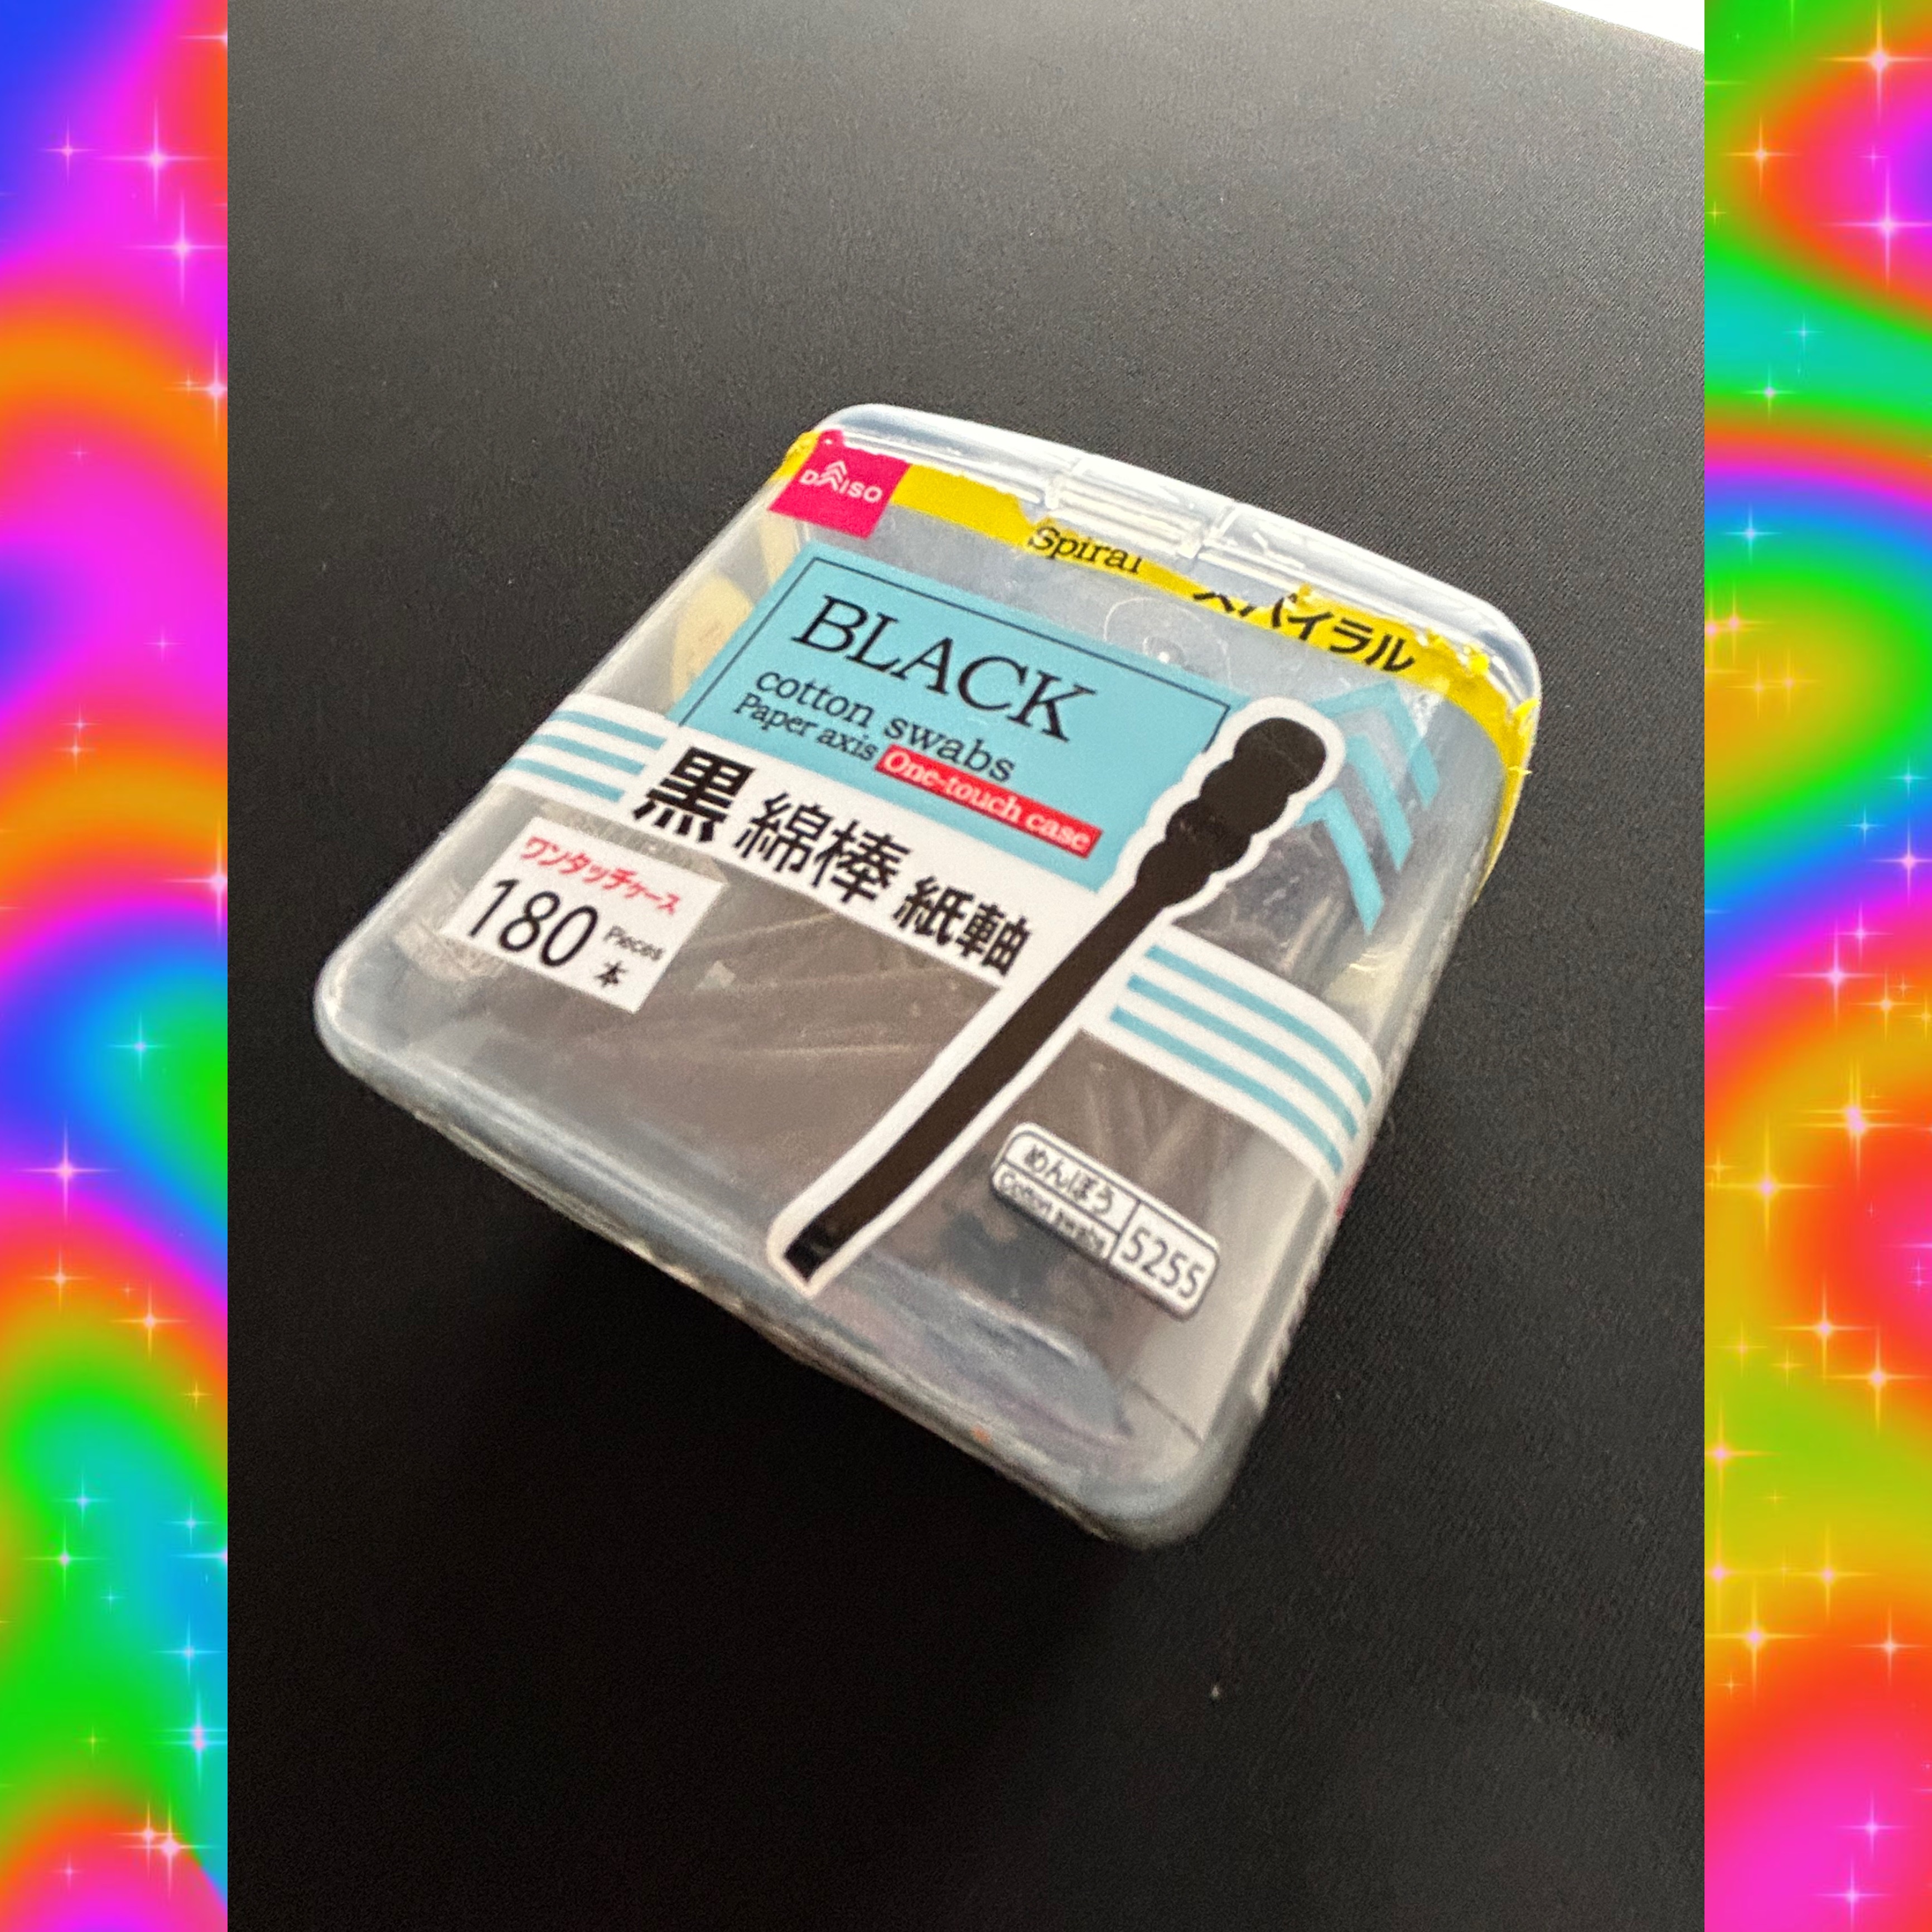 DAISO
Spiral スパイラル
BLACK
cotton swabs
Paper axis One-touch case
黒 綿棒 紙軸
ワンタッチケース
180 Pieces 本
めんぼう
Cotton swabs
5255